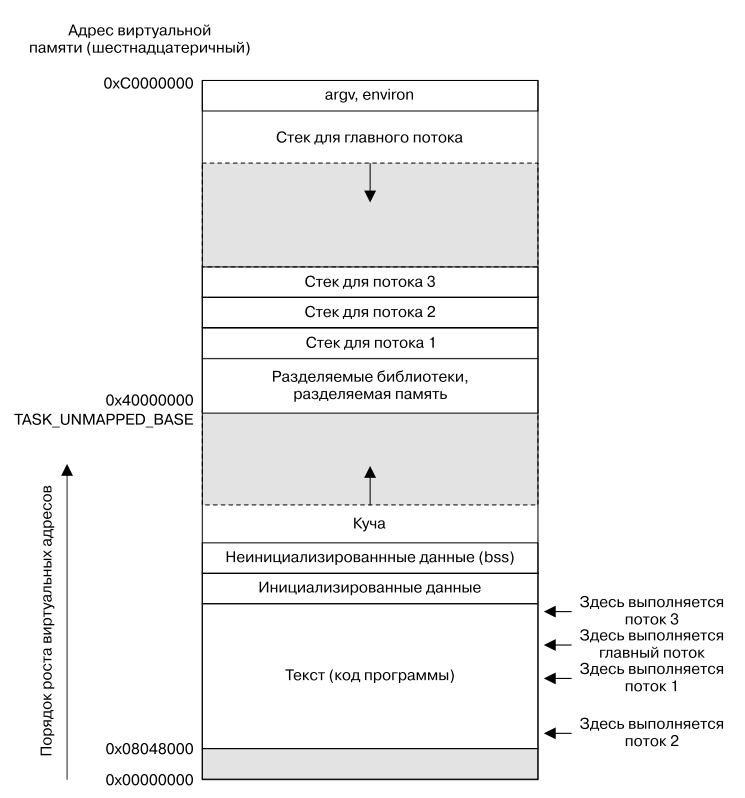 Адрес виртуальной
памяти (шестнадцатеричный)
0xC0000000
argv, environ
Стек для главного потока
Стек для потока 3
Стек для потока 2
Стек для потока 1
Разделяемые библиотеки,
разделяемая память
0x40000000
TASK_UNMAPPED_BASE
Порядок роста виртуальных адресов
Куча
Неинициализированнные данные (bss)
Инициализированные данные
Здесь выполняется
поток 3
Здесь выполняется
главный поток
Текст (код программы)
Здесь выполняется
поток 1
Здесь выполняется
поток 2
0x08048000
0x00000000